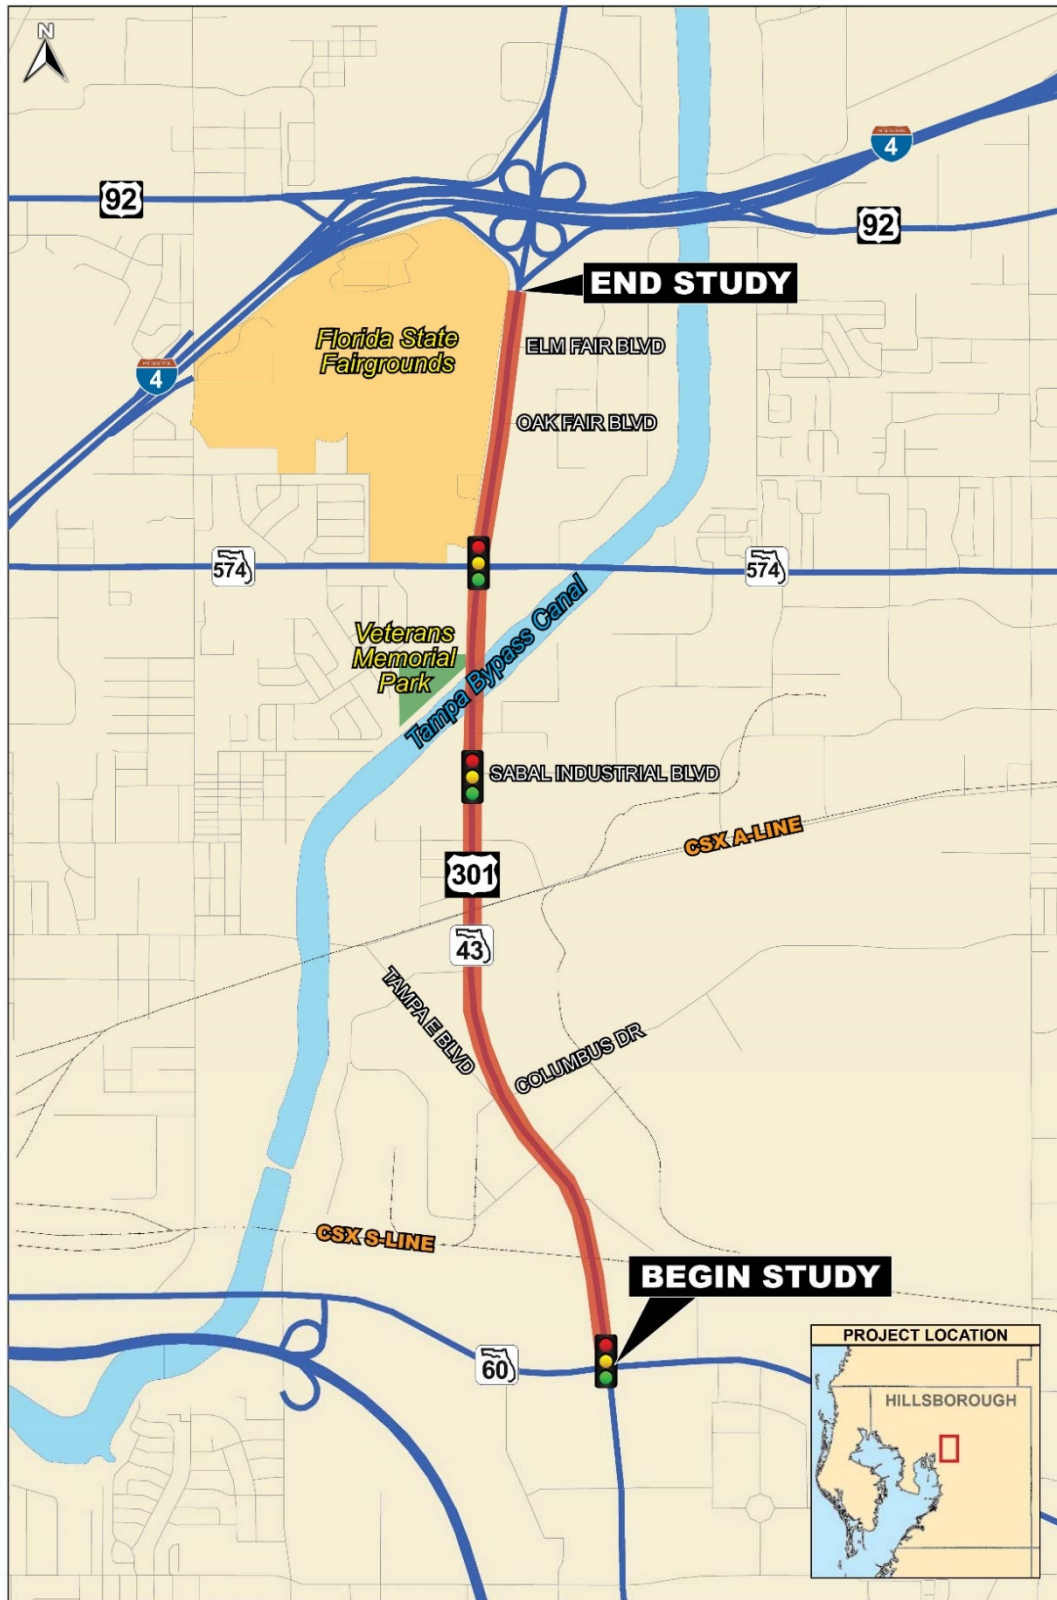 N
INTERSTATE
4
92
92
END STUDY
ELM FAIR BLVD
Florida State
Fairgrounds
INTERSTATE
4
OAK FAIR BLVD
574
574
Tampa Bypass Canal
Veterans
Memorial
Park
SABAL INDUSTRIAL BLVD
CSX A-LINE
301
43
TAMPA E BLVD
COLUMBUS DR
CSX S-LINE
BEGIN STUDY
60
PROJECT LOCATION
HILLSBOROUGH